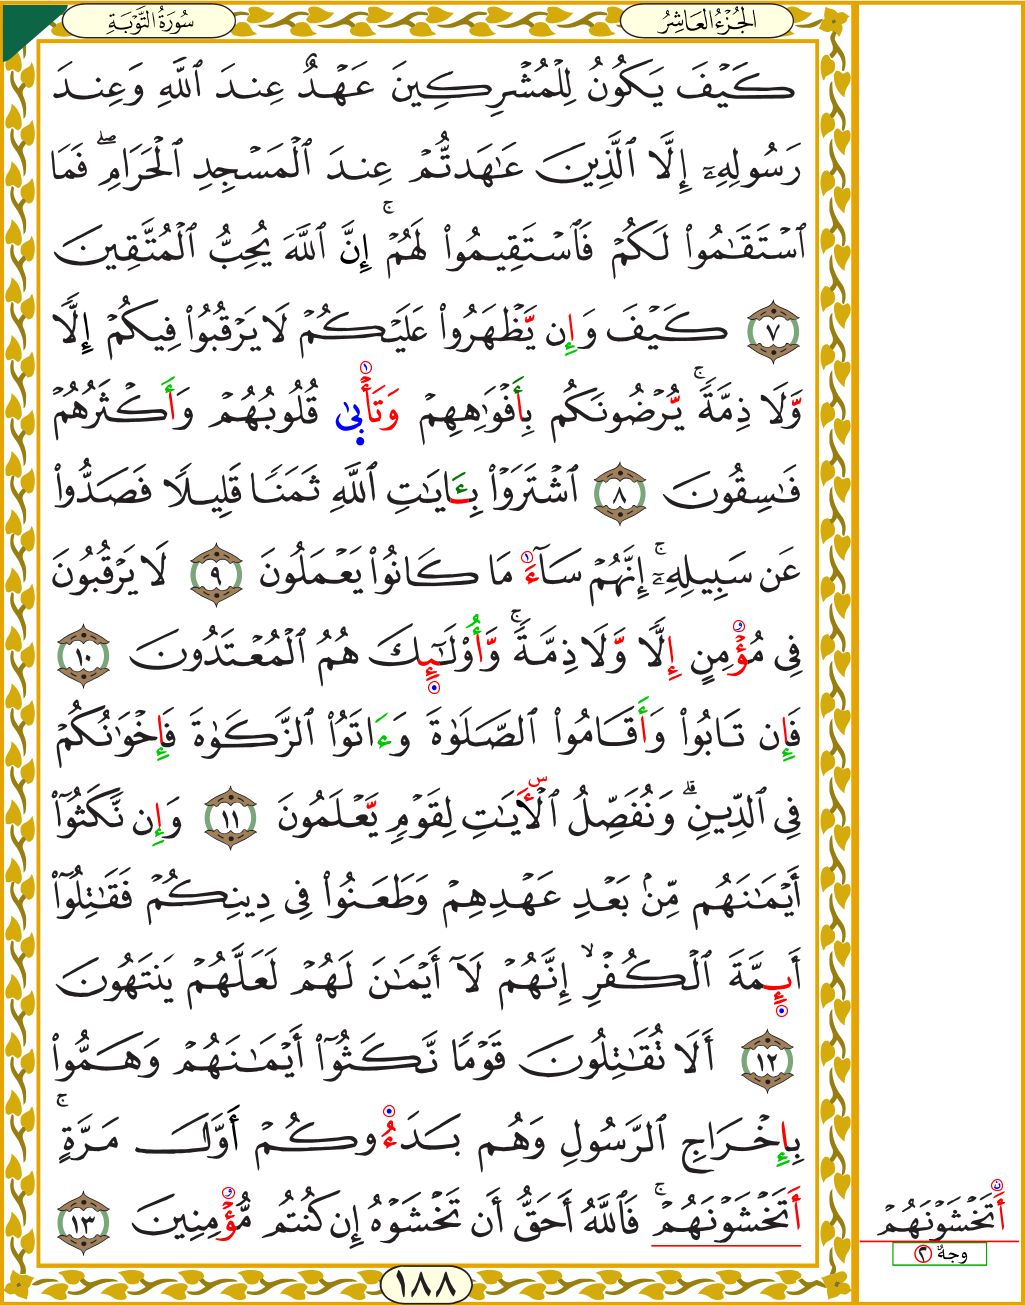 سُورَةُ التَّوْبَةِ
الجُزْءُ العَاشِرُ
كَيْفَ يَكُونُ لِلْمُشْرِكِينَ عَهْدٌ عِندَ ٱللَّهِ وَعِندَ
رَسُولِهِۦٓ إِلَّا ٱلَّذِينَ عَٰهَدتُّمْ عِندَ ٱلْمَسْجِدِ ٱلْحَرَامِ ۖ فَمَا
ٱسْتَقَٰمُوا۟ لَكُمْ فَٱسْتَقِيمُوا۟ لَهُمْ ۚ إِنَّ ٱللَّهَ يُحِبُّ ٱلْمُتَّقِينَ
٧ كَيْفَ وَإِن يَّظْهَرُوا۟ عَلَيْكُمْ لَا يَرْقُبُوا۟ فِيكُمْ إِلًّا
وَّلَا ذِمَّةً ۚ يُّرْضُونَكُم بِأَفْوَٰهِهِمْ وَتَأْبَىٰ قُلُوبُهُمْ وَأَكْثَرُهُمْ
فَٰسِقُونَ ٨ ٱشْتَرَوْا۟ بِـَٔايَٰتِ ٱللَّهِ ثَمَنًا قَلِيلًا فَصَدُّوا۟
عَن سَبِيلِهِۦٓ ۚ إِنَّهُمْ سَآءَ مَا كَانُوا۟ يَعْمَلُونَ ٩ لَا يَرْقُبُونَ
فِى مُؤْمِنٍ إِلًّا وَّلَا ذِمَّةً ۚ وَّأُو۟لَٰٓئِكَ هُمُ ٱلْمُعْتَدُونَ ١٠
فَإِن تَابُوا۟ وَأَقَامُوا۟ ٱلصَّلَوٰةَ وَءَاتَوُا۟ ٱلزَّكَوٰةَ فَإِخْوَٰنُكُمْ
فِى ٱلدِّينِ ۗ وَنُفَصِّلُ ٱلْـَٔايَٰتِ لِقَوْمٍ يَّعْلَمُونَ ١١ وَإِن نَّكَثُوٓا۟
أَيْمَٰنَهُم مِّنۢ بَعْدِ عَهْدِهِمْ وَطَعَنُوا۟ فِى دِينِكُمْ فَقَٰتِلُوٓا۟
أَئِمَّةَ ٱلْكُفْرِ ۙ إِنَّهُمْ لَآ أَيْمَٰنَ لَهُمْ لَعَلَّهُمْ يَنتَهُونَ
١٢ أَلَا تُقَٰتِلُونَ قَوْمًا نَّكَثُوٓا۟ أَيْمَٰنَهُمْ وَهَمُّوا۟
بِإِخْرَاجِ ٱلرَّسُولِ وَهُم بَدَءُوكُمْ أَوَّلَ مَرَّةٍ ۚ
أَتَخْشَوْنَهُمْ ۚ فَٱللَّهُ أَحَقُّ أَن تَخْشَوْهُ إِن كُنتُم مُّؤْمِنِينَ ١٣
أَتَخْشَوْنَهُمْ
وجهٌ ٢
١٨٨